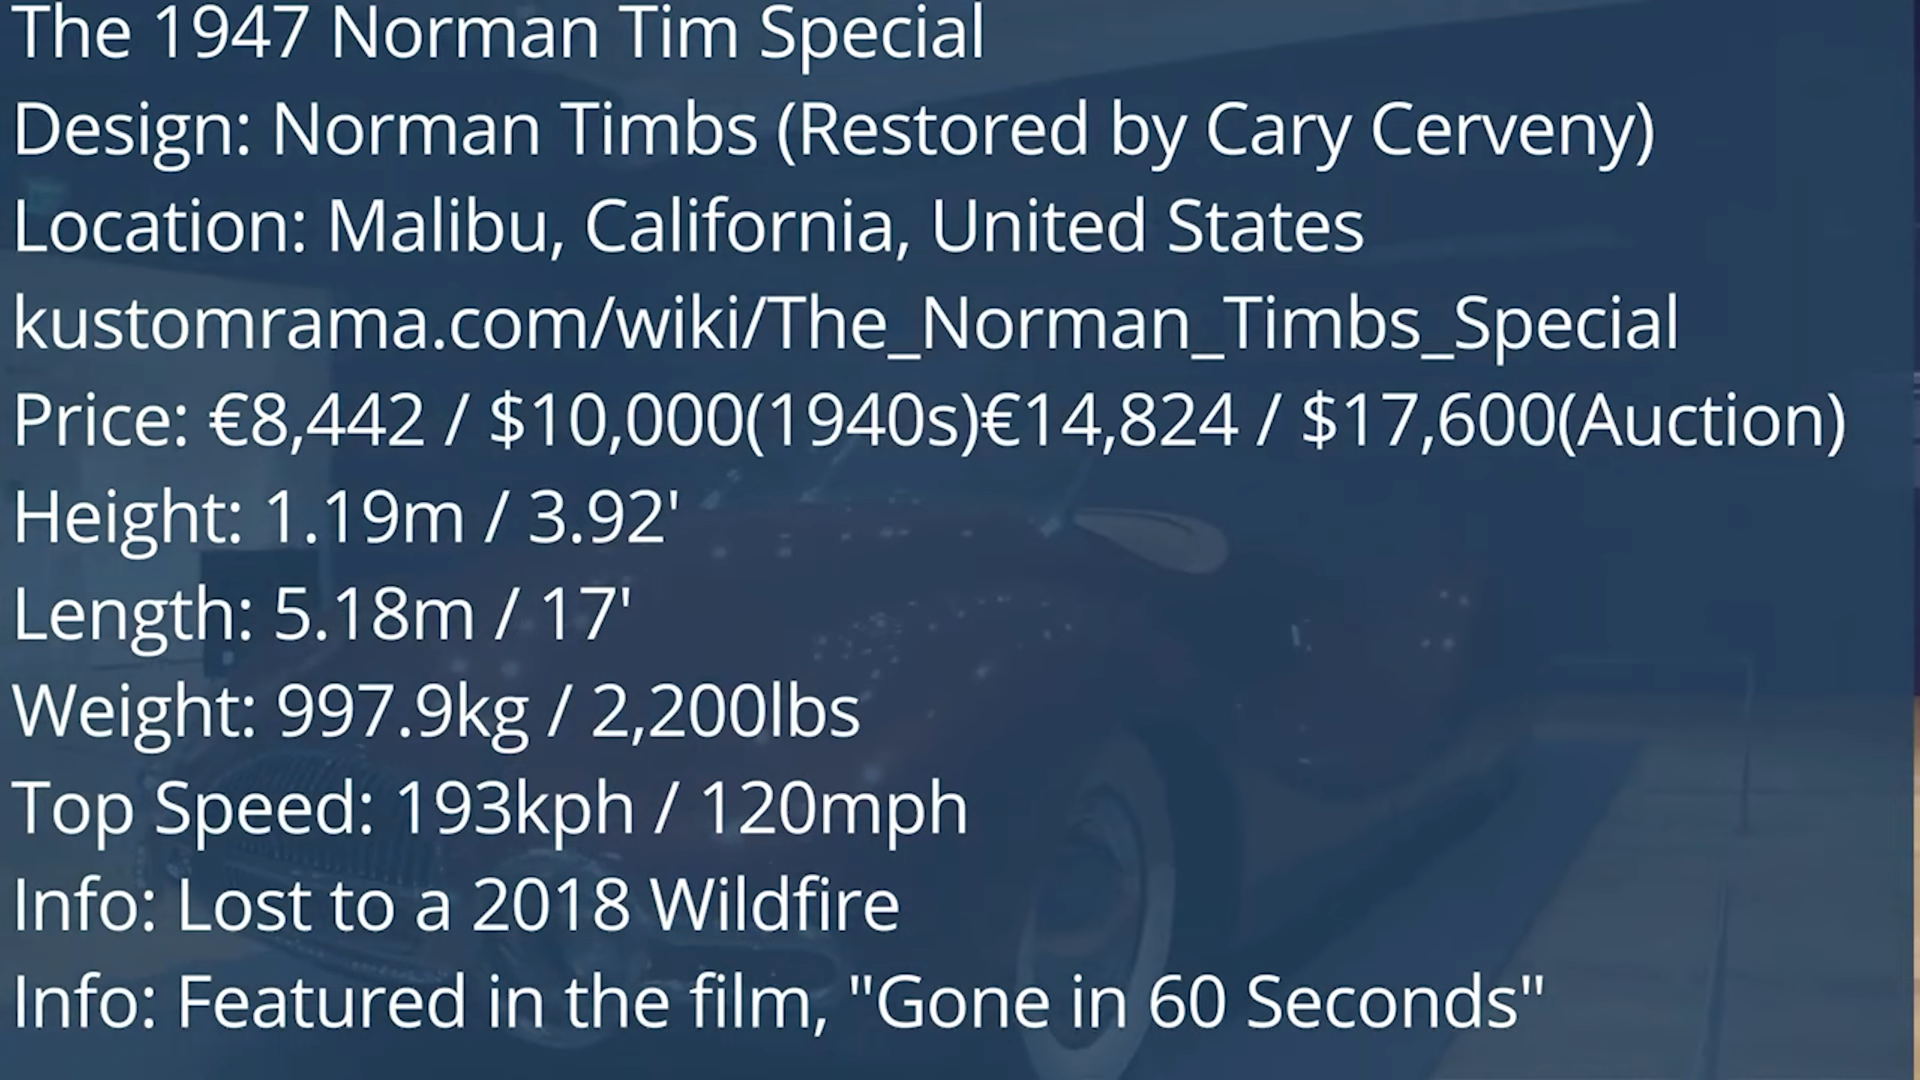 The 1947 Norman Tim Special
Design: Norman Timbs (Restored by Cary Cerveny)
Location: Malibu, California, United States
kustomrama.com/wiki/The_Norman_Timbs_Special
Price: €8,442 / $10,000(1940s)€14,824 / $17,600(Auction)
Height: 1.19m / 3.92'
Length: 5.18m / 17'
Weight: 997.9kg / 2,200lbs
Top Speed: 193kph / 120mph
Info: Lost to a 2018 Wildfire
Info: Featured in the film, "Gone in 60 Seconds"